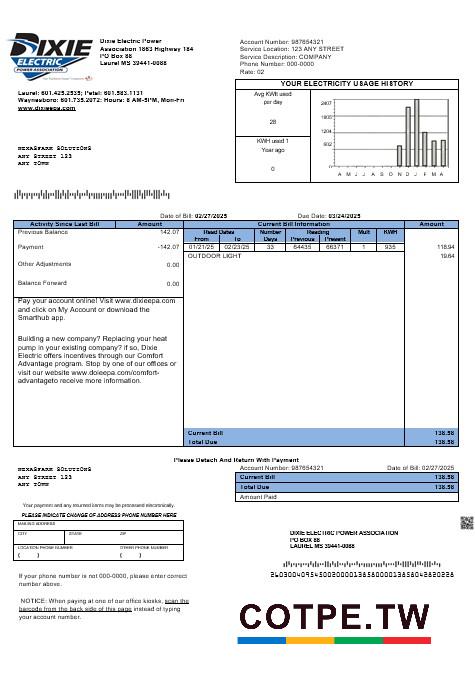 DIXIE
ELECTRIC
POWER ASSOCIATION
Dixie Electric Power
Association 1863 Highway 184
PO Box 88
Laurel MS 39441-0088
Account Number: 987654321
Service Location: 123 ANY STREET
Service Description: COMPANY
Phone Number: 000-0000
Rate: 02
Laurel: 601.425.2535; Petal: 601.583.1131
Waynesboro: 601.735.2072; Hours: 8 AM-5PM, Mon-Fri
www.dixieepa.com
YOUR ELECTRICITY USAGE HISTORY
Avg KWH used
per day
28
KWH used 1
Year ago
0
2407
1805
1204
602
A M J J A S O N D J F M A
HEXASPARK SOLUTIONS
ANY STREET 123
ANY TOWN
Date of Bill: 02/27/2025 Due Date: 03/24/2025
Activity Since Last Bill Amount Current Bill Information Amount
Previous Balance 142.07
Payment -142.07
Other Adjustments 0.00
Balance Forward 0.00
Read Dates Number Reading Mult KWH
From To Days Previous Present
01/21/25 02/23/25 33 64435 66371 1 935 118.94
OUTDOOR LIGHT 19.64
Pay your account online! Visit www.dixieepa.com
and click on My Account or download the
Smarthub app.
Building a new company? Replacing your heat
pump in your existing company? if so, Dixie
Electric offers incentives through our Comfort
Advantage program. Stop by one of our offices or
visit our website www.doieepa.com/comfort-
advantageto receive more information.
Current Bill 138.58
Total Due 138.58
Please Detach And Return With Payment
HEXASPARK SOLUTIONS
ANY STREET 123
ANY TOWN
Account Number: 987654321 Date of Bill: 02/27/2025
Current Bill 138.58
Total Due 138.58
Amount Paid
Your payment and any returned items may be processed electronically.
PLEASE INDICATE CHANGE OF ADDRESS PHONE NUMBER HERE
MAILING ADDRESS
CITY STATE ZIP
LOCATION PHONE NUMBER OTHER PHONE NUMBER
( ) ( )
DIXIE ELECTRIC POWER ASSOCIATION
PO BOX 88
LAUREL MS 39441-0088
If your phone number is not 000-0000, please enter correct
number above.
NOTICE: When paying at one of our office kiosks, scan the
barcode from the back side of this page instead of typing
your account number.
COTPE.TW